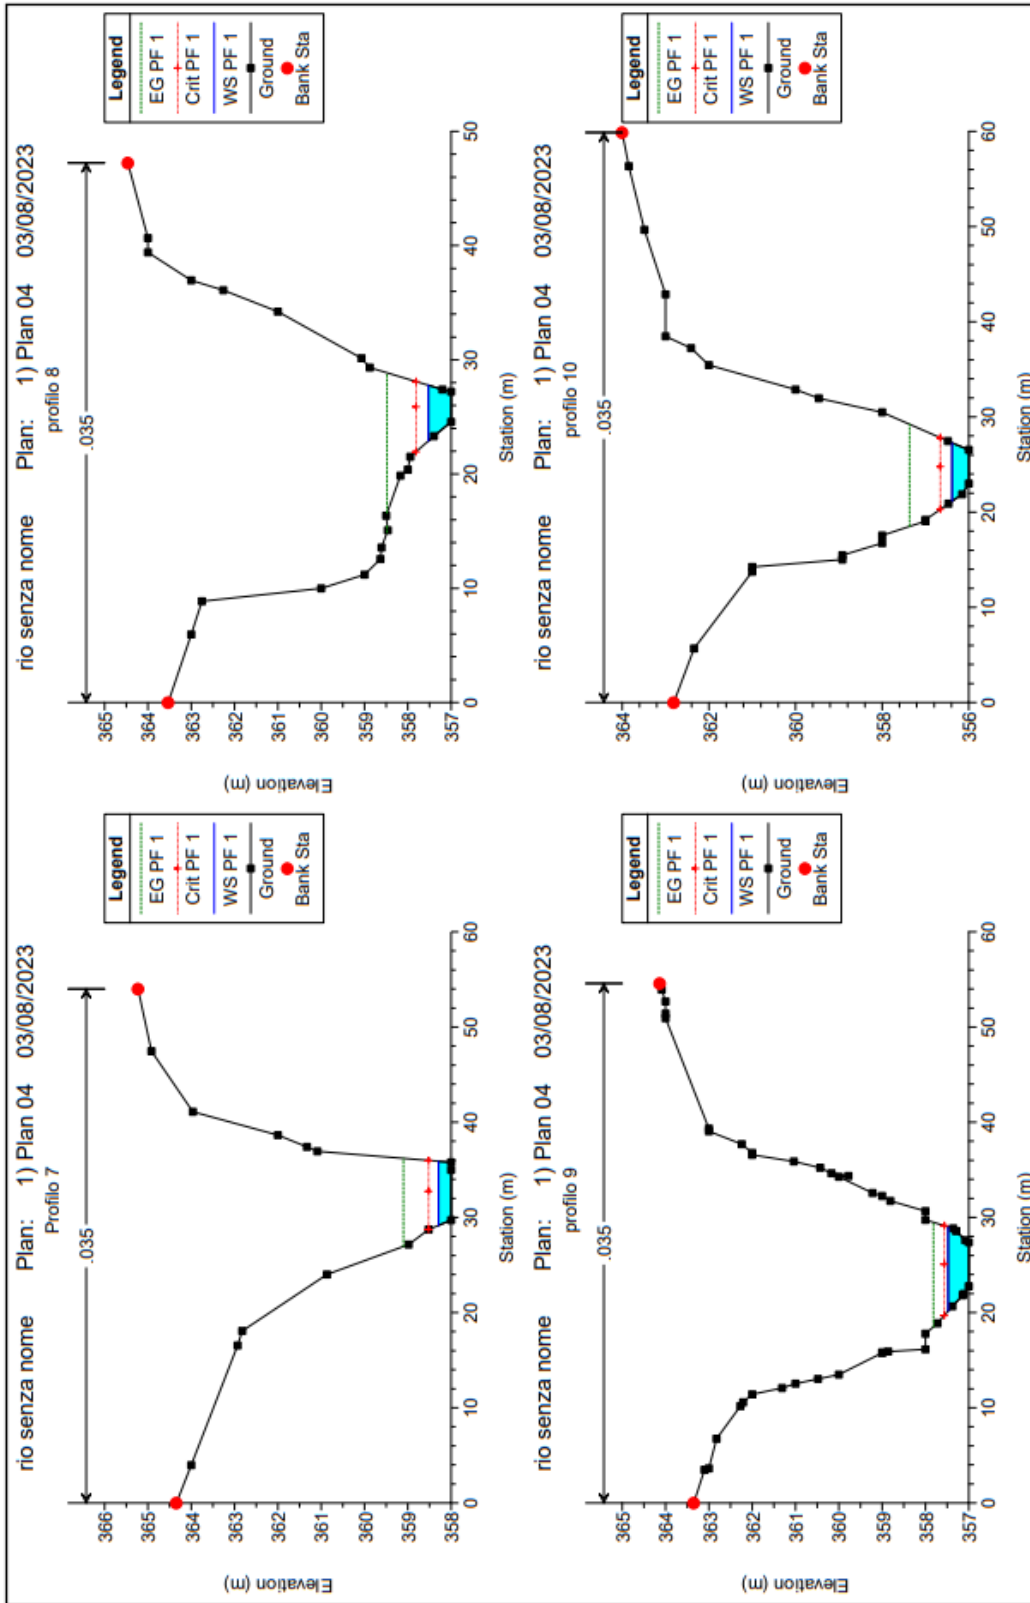 rio senza nome Plan: 1) Plan 04 03/08/2023
Profilo 7
.035
Legend
EG PF 1
Crit PF 1
WS PF 1
Ground
Bank Sta
Elevation (m)
366
365
364
363
362
361
360
359
358
0 10 20 30 40 50 60
Station (m)
rio senza nome Plan: 1) Plan 04 03/08/2023
profilo 8
.035
Legend
EG PF 1
Crit PF 1
WS PF 1
Ground
Bank Sta
Elevation (m)
365
364
363
362
361
360
359
358
357
0 10 20 30 40 50
Station (m)
rio senza nome Plan: 1) Plan 04 03/08/2023
profilo 9
.035
Legend
EG PF 1
Crit PF 1
WS PF 1
Ground
Bank Sta
Elevation (m)
365
364
363
362
361
360
359
358
357
0 10 20 30 40 50 60
Station (m)
rio senza nome Plan: 1) Plan 04 03/08/2023
profilo 10
.035
Legend
EG PF 1
Crit PF 1
WS PF 1
Ground
Bank Sta
Elevation (m)
364
362
360
358
356
0 10 20 30 40 50 60
Station (m)